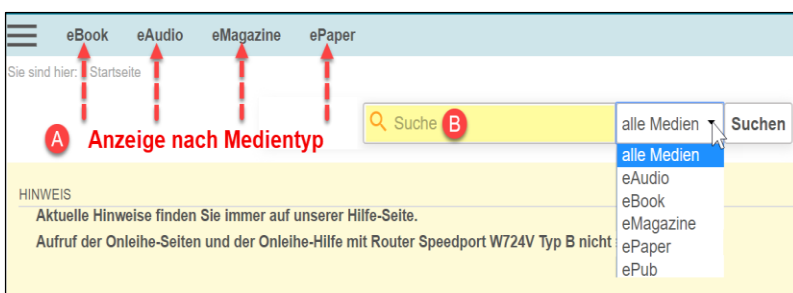 eBook eAudio eMagazine ePaper
Sie sind hier: Startseite
Suche B alle Medien Suchen
A Anzeige nach Medientyp
alle Medien
eAudio
eBook
eMagazine
ePaper
ePub
HINWEIS
Aktuelle Hinweise finden Sie immer auf unserer Hilfe-Seite.
Aufruf der Onleihe-Seiten und der Onleihe-Hilfe mit Router Speedport W724V Typ B nicht